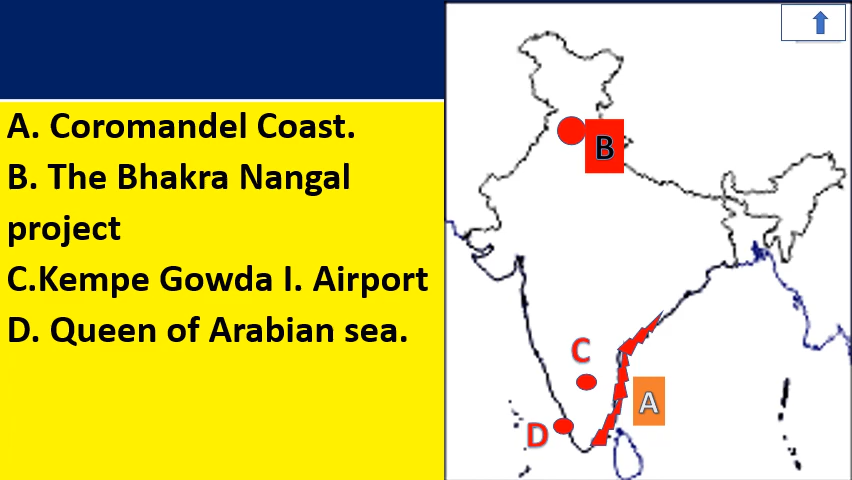 A. Coromandel Coast.
B. The Bhakra Nangal
project
C.Kempe Gowda I. Airport
D. Queen of Arabian sea.
B
C
A
D